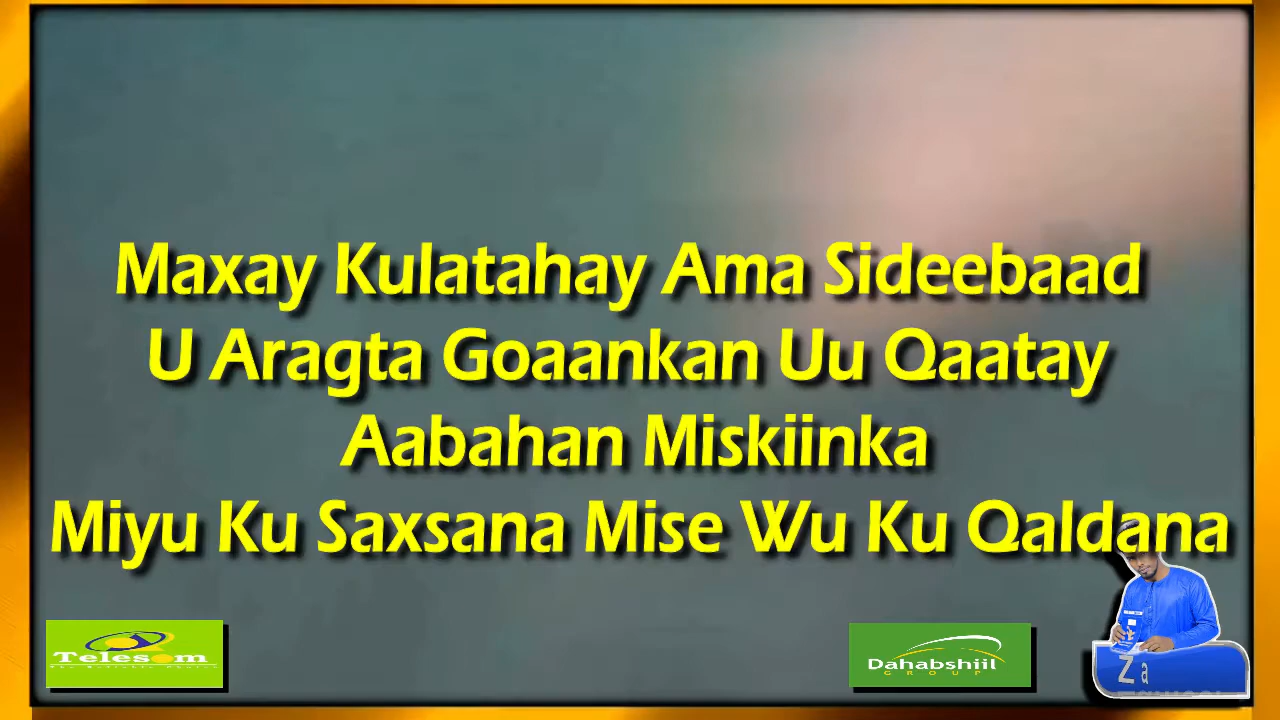 Maxay Kulatahay Ama Sideebaad
U Aragta Goaankan Uu Qaatay
Aabahan Miskiinka
Miyu Ku Saxsana Mise Wu Ku Qaldana
Telesom
Dahabshiil
GROUP
Za